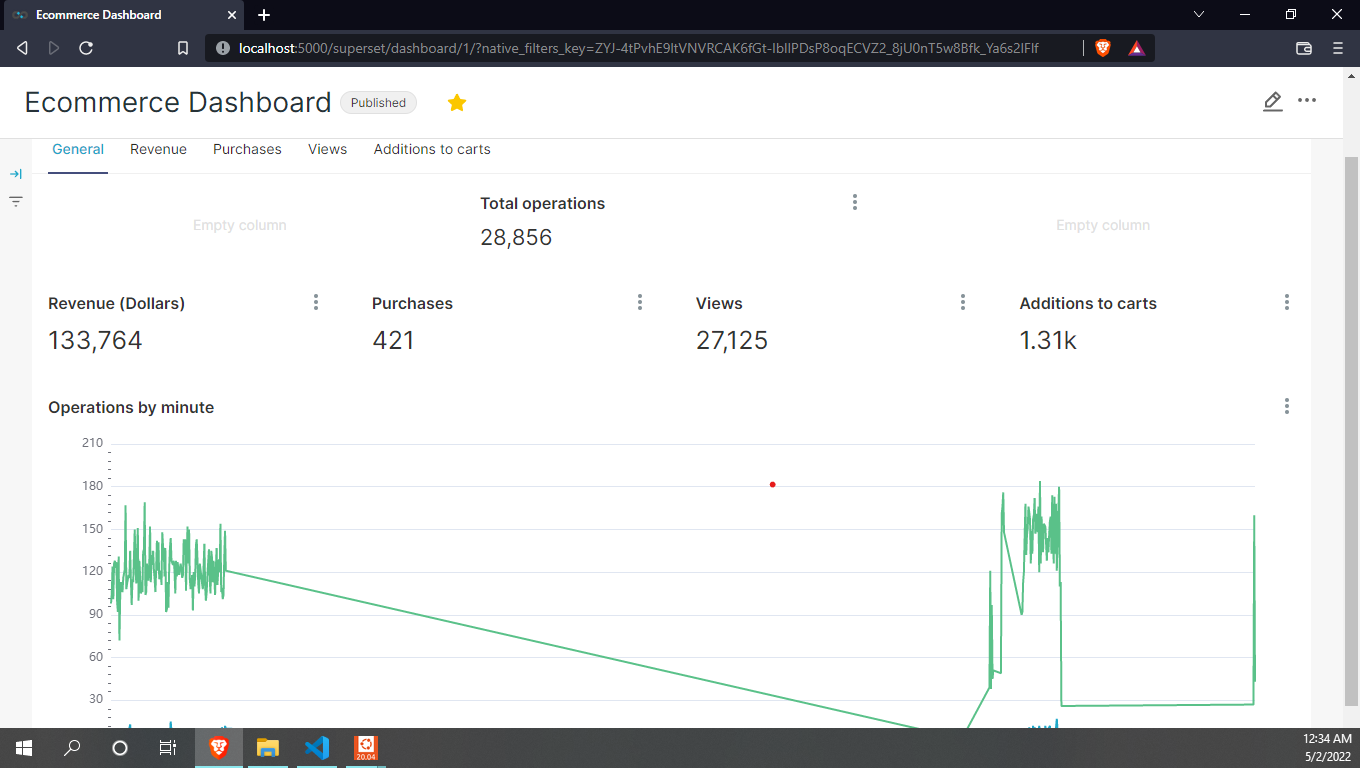 Ecommerce Dashboard
localhost:5000/superset/dashboard/1/?native_filters_key=ZYJ-4tPvhE9ltVNVRCAK6fGt-lbIlPDsP8oqECVZ2_8jU0nT5w8Bfk_Ya6s2lFlf
Ecommerce Dashboard Published
General Revenue Purchases Views Additions to carts
Total operations
Empty column 28,856 Empty column
Revenue (Dollars) Purchases Views Additions to carts
133,764 421 27,125 1.31k
Operations by minute
210
180
150
120
90
60
30
20.04
12:34 AM
5/2/2022